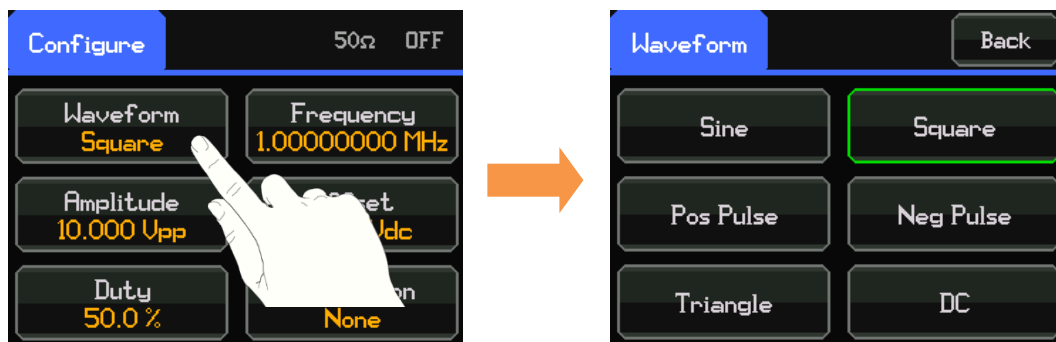 Configure
50Ω OFF
Waveform
Square
Frequency
1.00000000 MHz
Amplitude
10.000 Vpp
Duty
50.0 %
None
Waveform
Back
Sine
Square
Pos Pulse
Neg Pulse
Triangle
DC